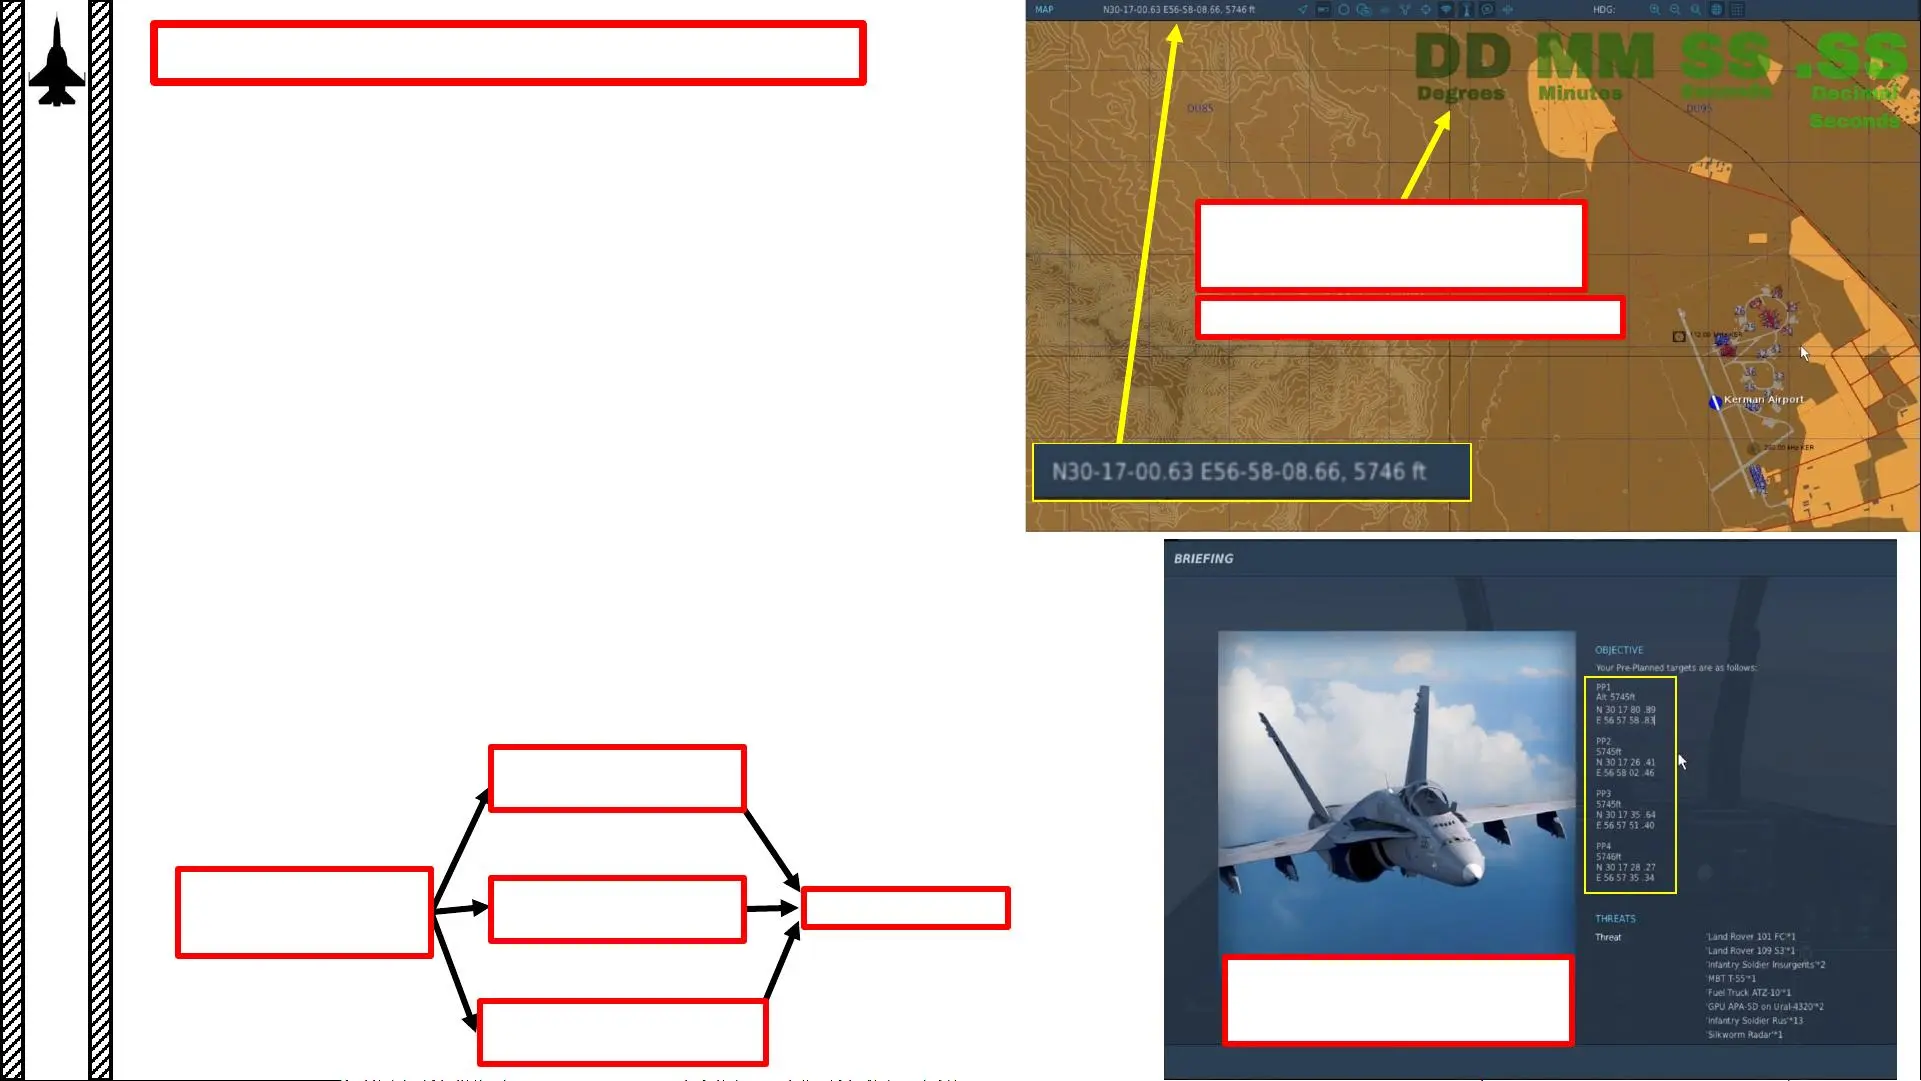 MAP
N30-17-00.63 E56-58-08.66, 5746 ft
HDG:
DD MM SS .SS
Degrees Minutes Seconds Decimal Seconds
DU85
DU95
Kerman Airport
N30-17-00.63 E56-58-08.66, 5746 ft
BRIEFING
OBJECTIVE
Your Pre-Planned targets are as follows:
PP1
Alt 5745ft
N 30 17 80 .89
E 56 57 58 .83
PP2
5745ft
N 30 17 26 .41
E 56 58 02 .46
PP3
5745ft
N 30 17 35 .64
E 56 57 51 .40
PP4
5746ft
N 30 17 28 .27
E 56 57 35 .34
THREATS
Threat
'Land Rover 101 FC'*1
'Land Rover 109 S3'*1
'Infantry Soldier Insurgents'*2
'MBT T-55'*1
'Fuel Truck ATZ-10'*1
'GPU APA-5D on Ural-4320'*2
'Infantry Soldier Rus'*13
'Silkworm Radar'*1